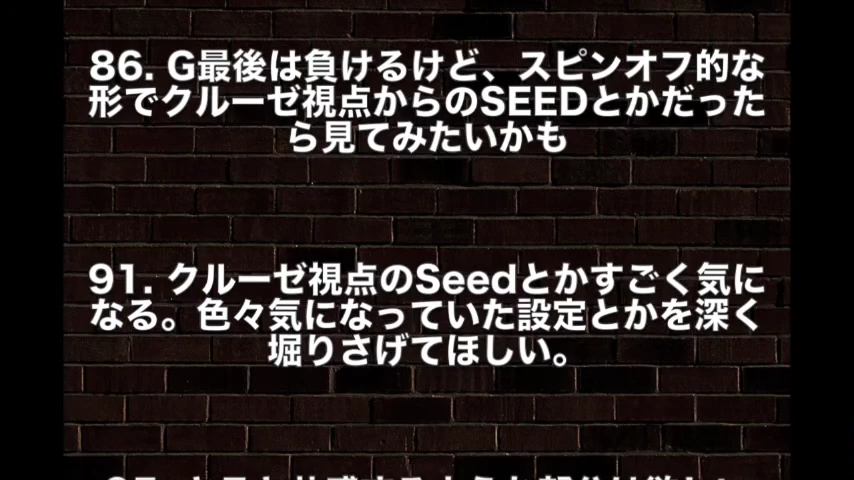 86. G最後は負けるけど、スピンオフ的な
形でクルーゼ視点からのSEEDとかだった
ら見てみたいかも
91. クルーゼ視点のSeedとかすごく気に
なる。色々気になっていた設定とかを深く
堀りさげてほしい。